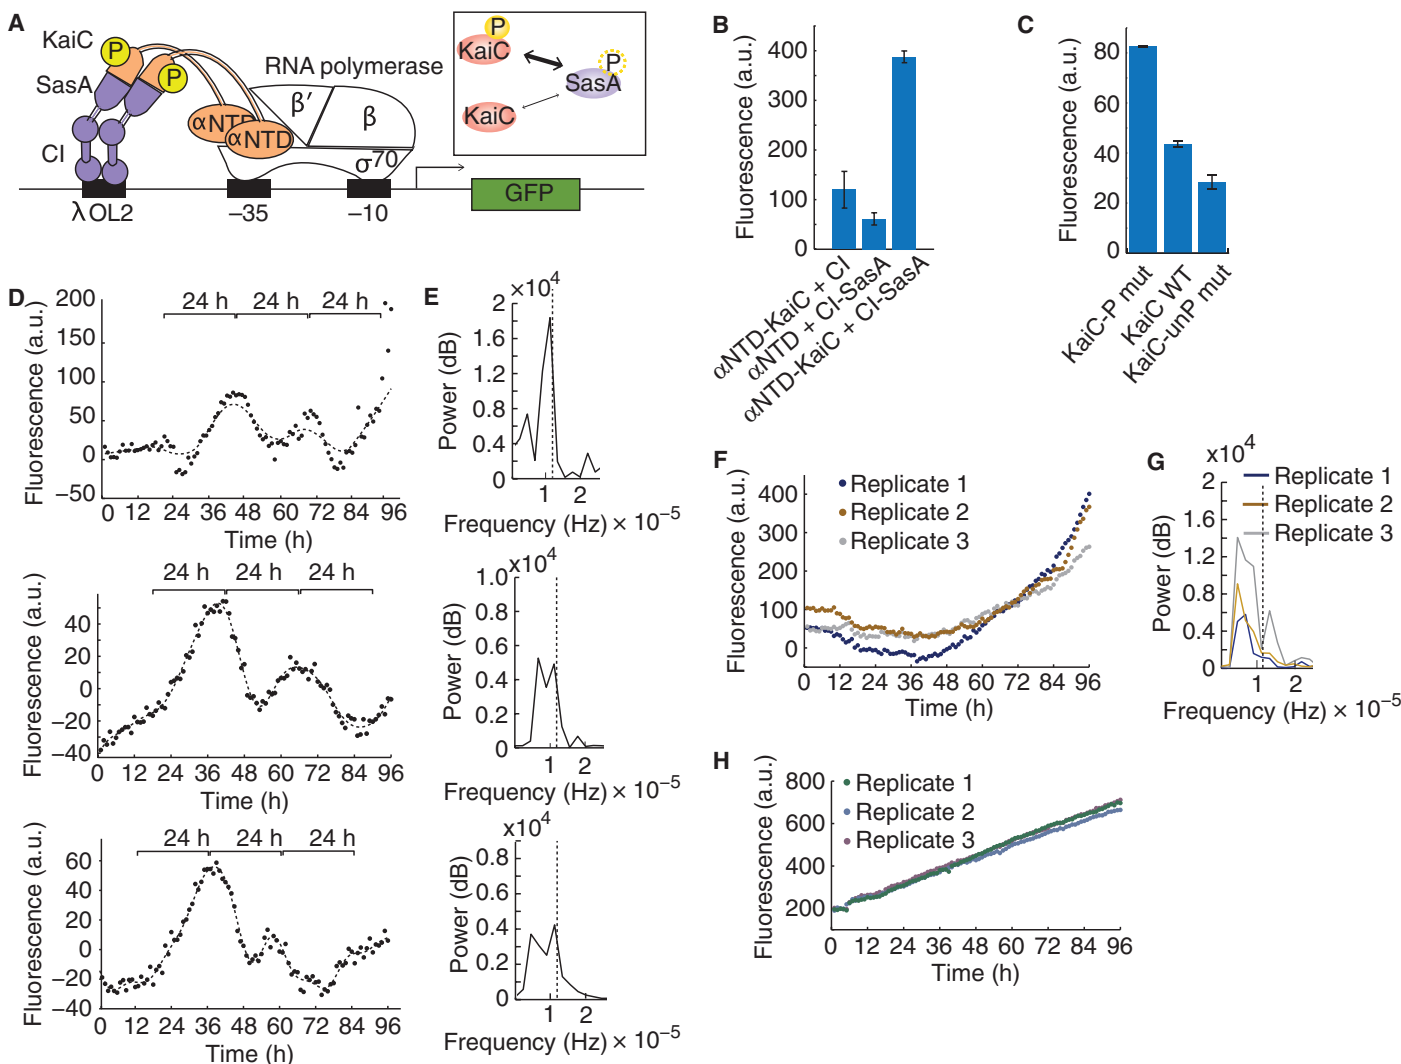 A
KaiC
P
SasA
P
CI
RNA polymerase
β′
β
αNTD
αNTD
σ70
λ OL2
–35
–10
GFP
P
KaiC
P
SasA
KaiC
B
Fluorescence (a.u.)
400
300
200
100
0
αNTD-KaiC + CI
αNTD + CI-SasA
αNTD-KaiC + CI-SasA
C
Fluorescence (a.u.)
80
60
40
20
0
KaiC-P mut
KaiC WT
KaiC-unP mut
D
Fluorescence (a.u.)
200
150
100
50
0
–50
24 h
24 h
24 h
0 12 24 36 48 60 72 84 96
Time (h)
Fluorescence (a.u.)
40
20
0
–20
–40
24 h
24 h
24 h
0 12 24 36 48 60 72 84 96
Time (h)
Fluorescence (a.u.)
60
40
20
0
–20
–40
24 h
24 h
24 h
0 12 24 36 48 60 72 84 96
Time (h)
E
x10⁴
Power (dB)
2
1.6
1.2
0.8
0.4
0
1 2
Frequency (Hz) × 10⁻⁵
x10⁴
Power (dB)
1.0
0.8
0.6
0.4
0.2
0
1 2
Frequency (Hz) × 10⁻⁵
x10⁴
Power (dB)
0.8
0.6
0.4
0.2
0
1 2
Frequency (Hz) × 10⁻⁵
F
Fluorescence (a.u.)
400
300
200
100
0
Replicate 1
Replicate 2
Replicate 3
0 12 24 36 48 60 72 84 96
Time (h)
G
x10⁴
Power (dB)
2
1.6
1.2
0.8
0.4
0
Replicate 1
Replicate 2
Replicate 3
1 2
Frequency (Hz) × 10⁻⁵
H
Fluorescence (a.u.)
800
600
400
200
Replicate 1
Replicate 2
Replicate 3
0 12 24 36 48 60 72 84 96
Time (h)